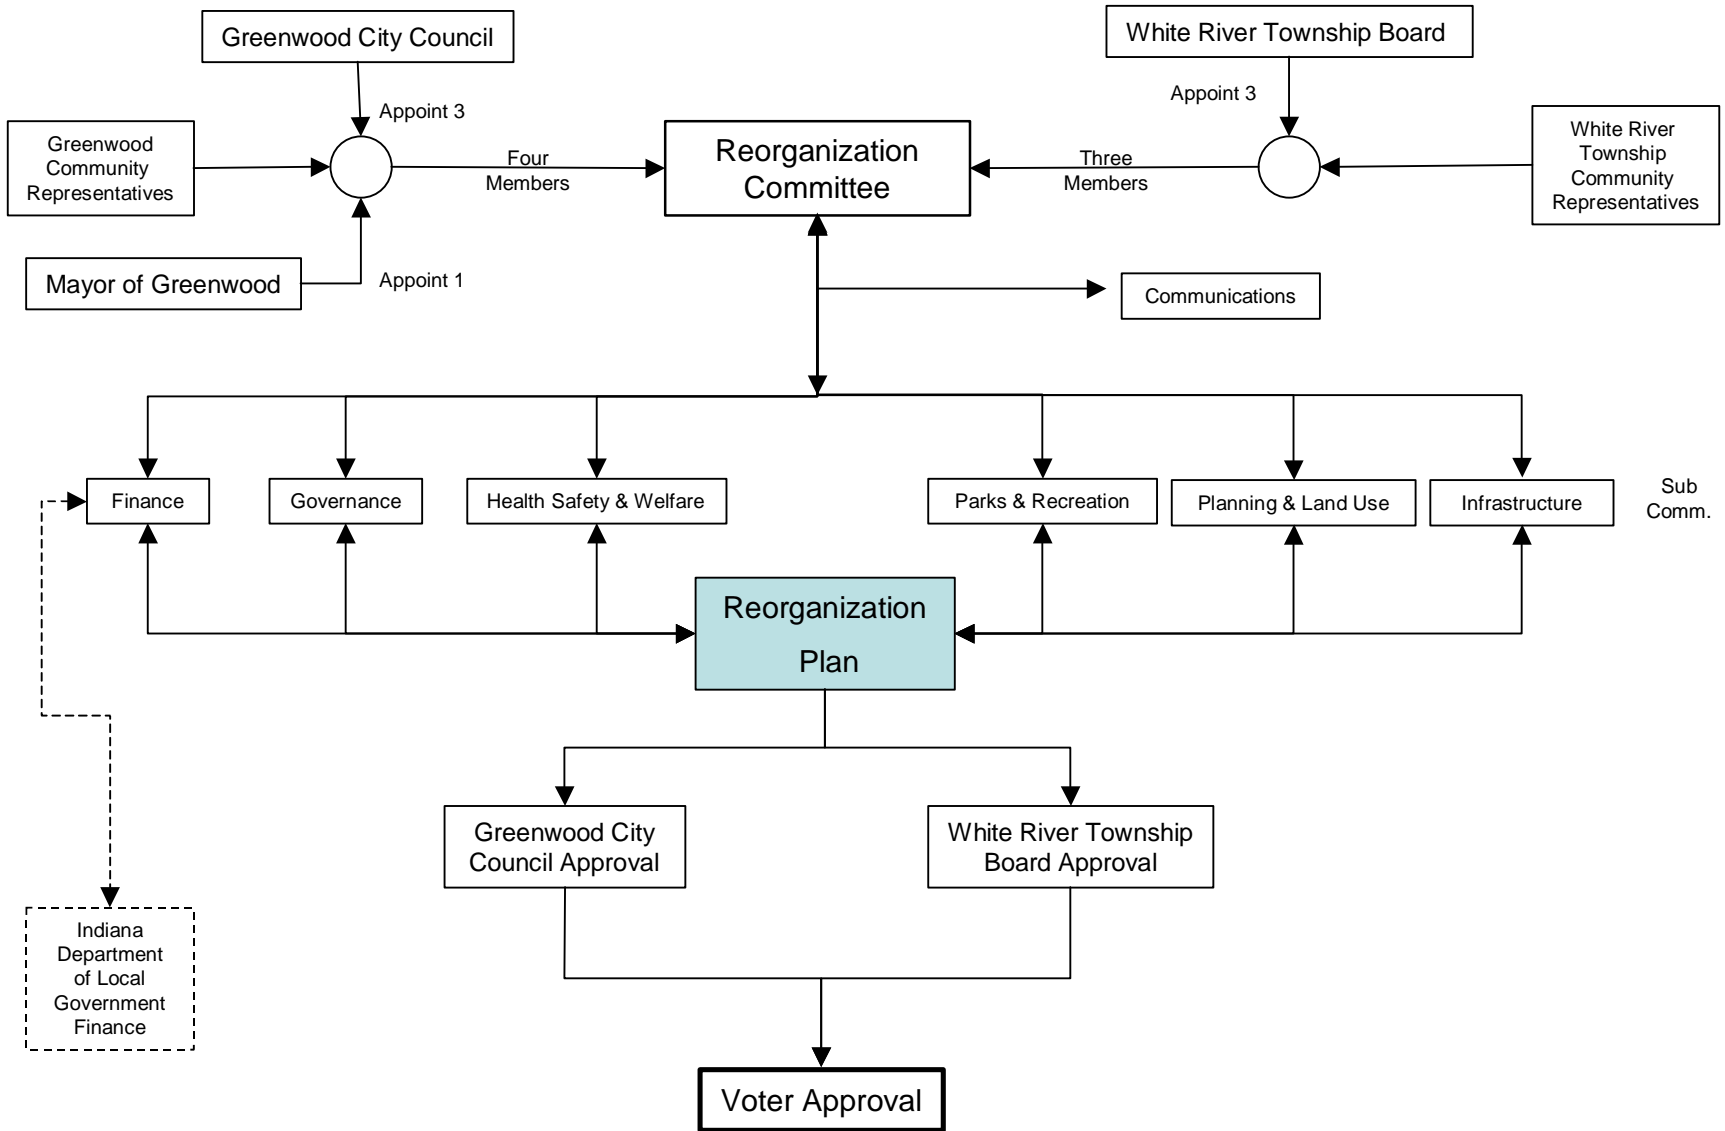 Greenwood City Council
White River Township Board
Appoint 3
Appoint 3
Greenwood
Community
Representatives
Four
Members
Reorganization
Committee
Three
Members
White River
Township
Community
Representatives
Mayor of Greenwood
Appoint 1
Communications
Finance
Governance
Health Safety & Welfare
Parks & Recreation
Planning & Land Use
Infrastructure
Sub
Comm.
Reorganization
Plan
Greenwood City
Council Approval
White River Township
Board Approval
Indiana
Department
of Local
Government
Finance
Voter Approval